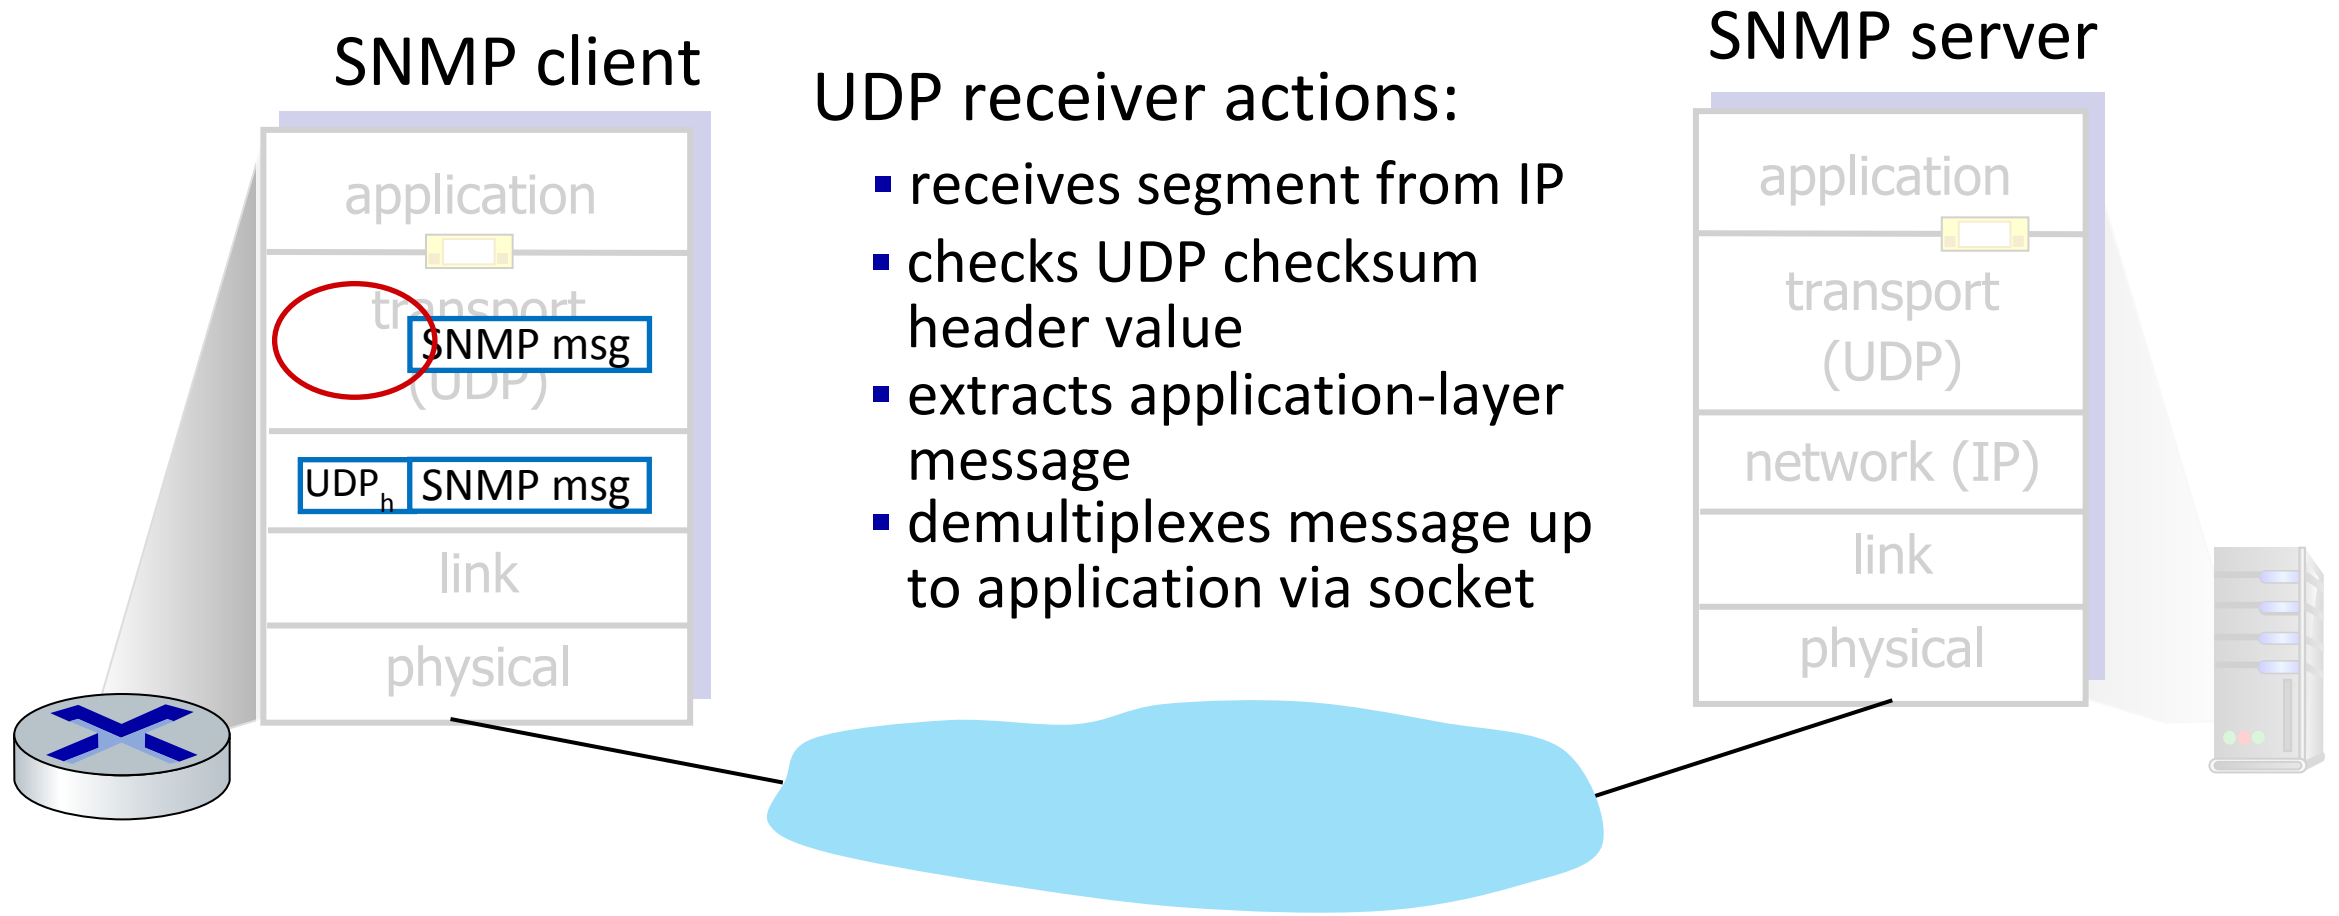 SNMP client
application
transport
SNMP msg
(UDP)
UDPh SNMP msg
link
physical
UDP receiver actions:
▪ receives segment from IP
▪ checks UDP checksum
header value
▪ extracts application-layer
message
▪ demultiplexes message up
to application via socket
SNMP server
application
transport
(UDP)
network (IP)
link
physical